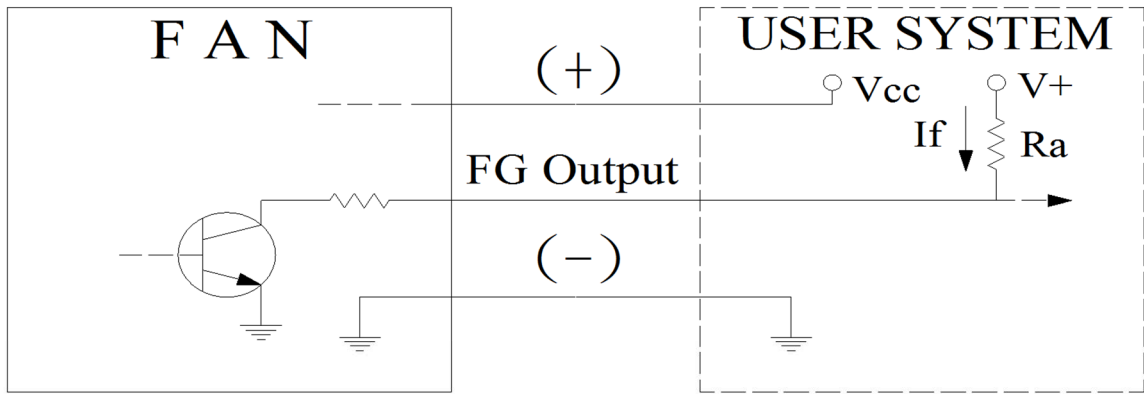 F A N
USER SYSTEM
(+)
Vcc
V+
If
Ra
FG Output
(−)